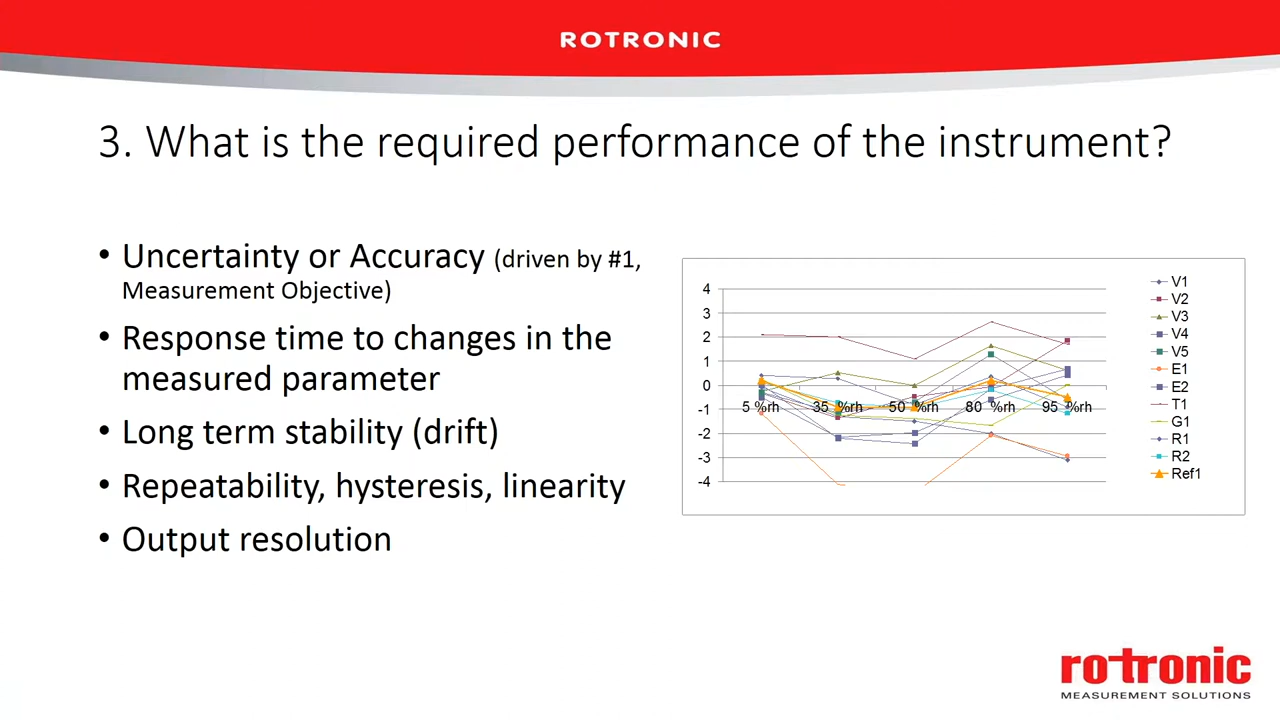 ROTRONIC
3. What is the required performance of the instrument?
• Uncertainty or Accuracy (driven by #1,
Measurement Objective)
• Response time to changes in the
measured parameter
• Long term stability (drift)
• Repeatability, hysteresis, linearity
• Output resolution
4
3
2
1
0
-1
-2
-3
-4
5 %rh 35 %rh 50 %rh 80 %rh 95 %rh
V1
V2
V3
V4
V5
E1
E2
T1
G1
R1
R2
Ref1
rotronic
MEASUREMENT SOLUTIONS